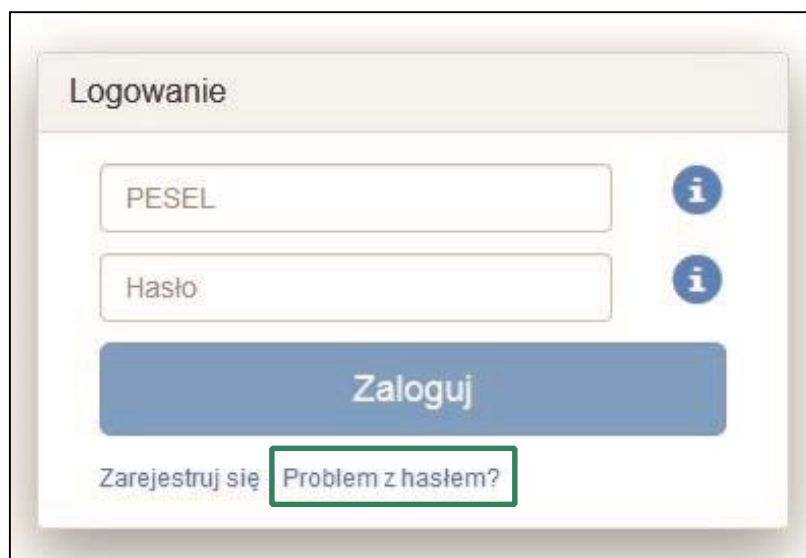 Logowanie
PESEL
Hasło
Zaloguj
Zarejestruj się Problem z hasłem?